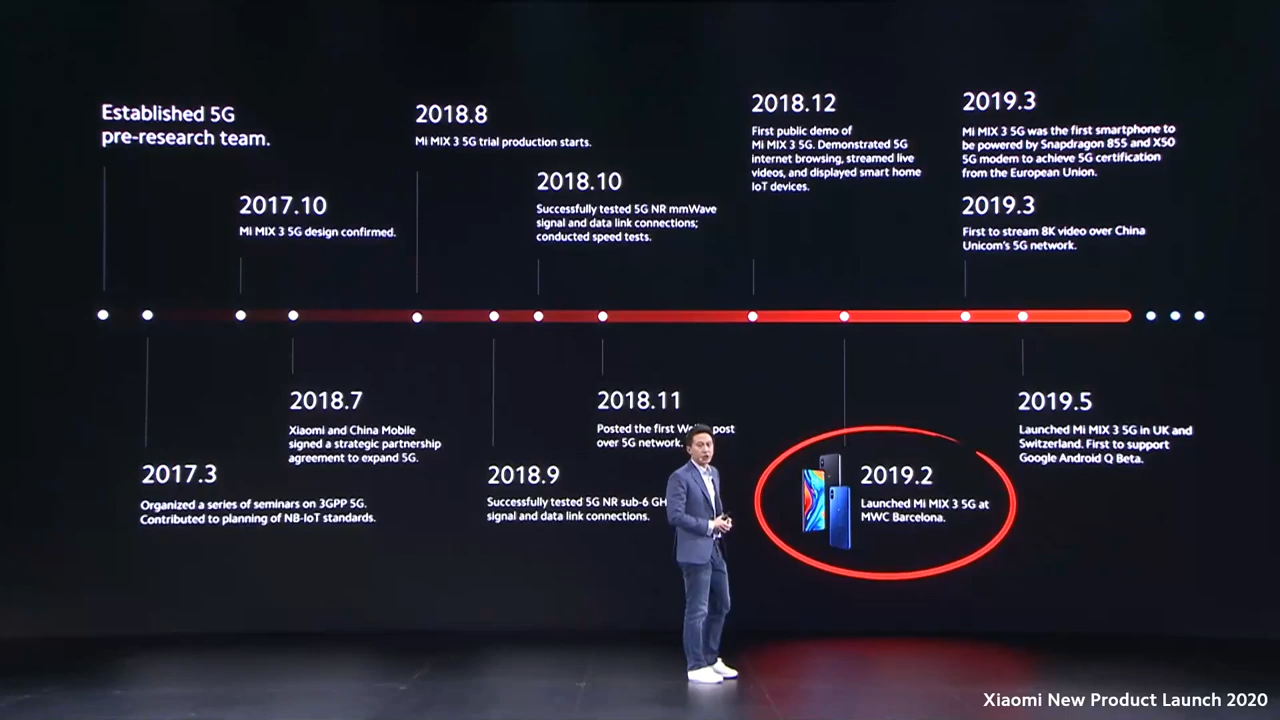 Established 5G
pre-research team.
2017.10
Mi MIX 3 5G design confirmed.
2018.8
Mi MIX 3 5G trial production starts.
2018.10
Successfully tested 5G NR mmWave
signal and data link connections;
conducted speed tests.
2018.12
First public demo of
Mi MIX 3 5G. Demonstrated 5G
internet browsing, streamed live
videos, and displayed smart home
IoT devices.
2019.3
Mi MIX 3 5G was the first smartphone to
be powered by Snapdragon 855 and X50
5G modem to achieve 5G certification
from the European Union.
2019.3
First to stream 8K video over China
Unicom's 5G network.
2017.3
Organized a series of seminars on 3GPP 5G.
Contributed to planning of NB-IoT standards.
2018.7
Xiaomi and China Mobile
signed a strategic partnership
agreement to expand 5G.
2018.9
Successfully tested 5G NR sub-6
signal and data link connections.
2018.11
Posted the first post
over 5G network.
2019.2
Launched Mi MIX 3 5G at
MWC Barcelona.
2019.5
Launched Mi MIX 3 5G in UK and
Switzerland. First to support
Google Android Q Beta.
Xiaomi New Product Launch 2020